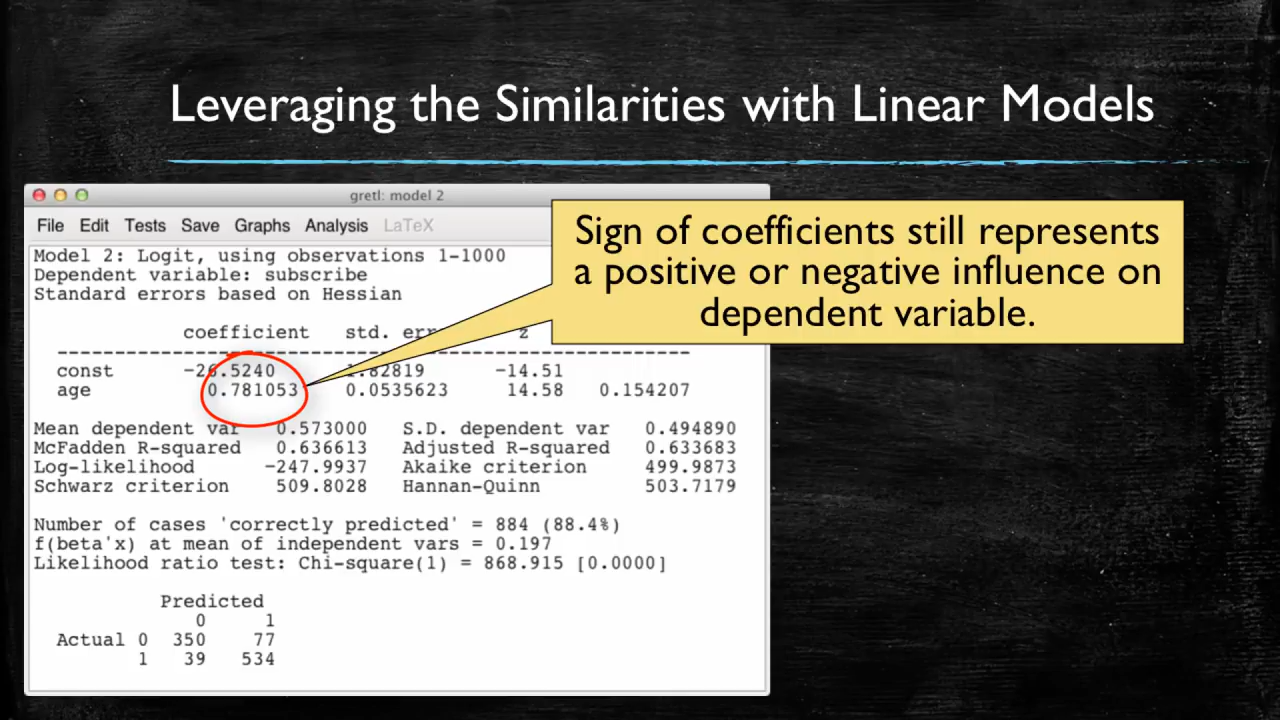 Leveraging the Similarities with Linear Models
gretl: model 2
File Edit Tests Save Graphs Analysis LaTeX
Sign of coefficients still represents
a positive or negative influence on
dependent variable.
Model 2: Logit, using observations 1-1000
Dependent variable: subscribe
Standard errors based on Hessian
coefficient std. err z
const -26.5240 1.82819 -14.51
age 0.781053 0.0535623 14.58 0.154207
Mean dependent var 0.573000 S.D. dependent var 0.494890
McFadden R-squared 0.636613 Adjusted R-squared 0.633683
Log-likelihood -247.9937 Akaike criterion 499.9873
Schwarz criterion 509.8028 Hannan-Quinn 503.7179
Number of cases 'correctly predicted' = 884 (88.4%)
f(beta'x) at mean of independent vars = 0.197
Likelihood ratio test: Chi-square(1) = 868.915 [0.0000]
Predicted
0 1
Actual 0 350 77
1 39 534